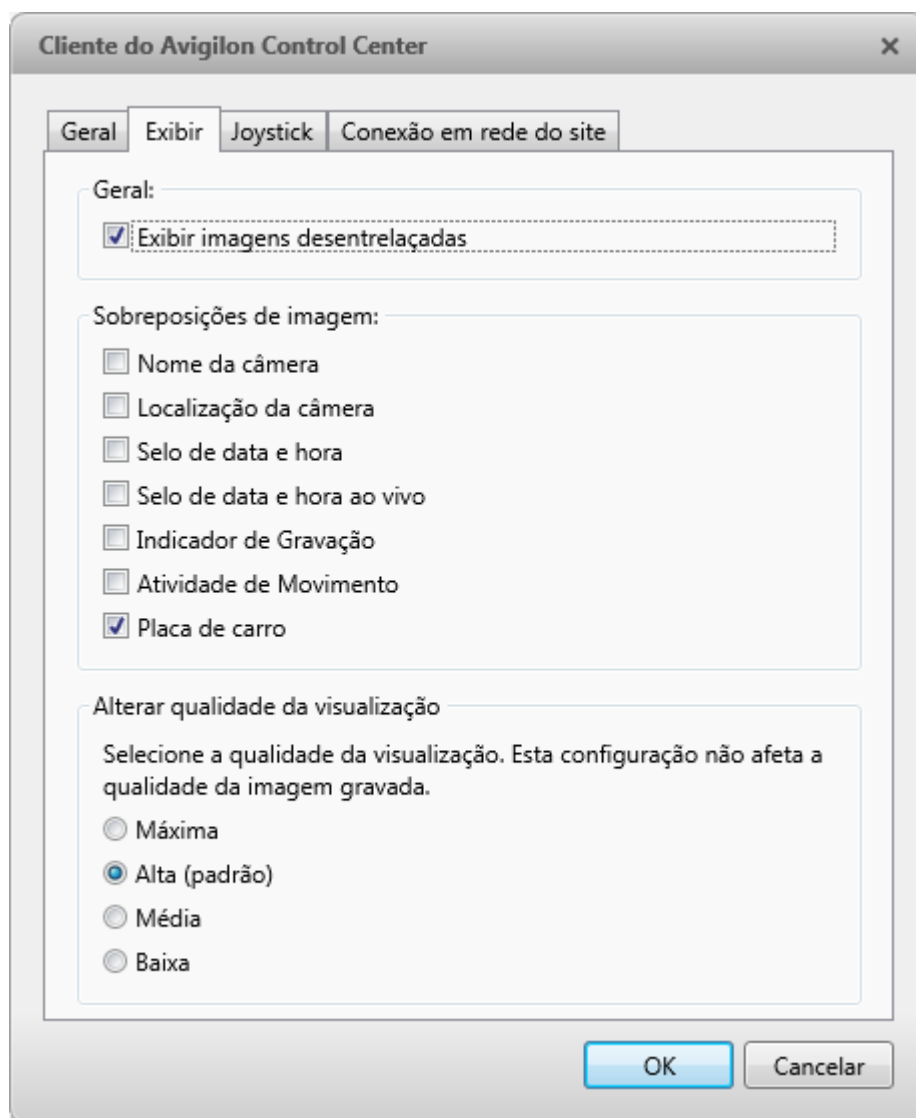 Cliente do Avigilon Control Center
Geral Exibir Joystick Conexão em rede do site
Geral:
Exibir imagens desentrelaçadas
Sobreposições de imagem:
Nome da câmera
Localização da câmera
Selo de data e hora
Selo de data e hora ao vivo
Indicador de Gravação
Atividade de Movimento
Placa de carro
Alterar qualidade da visualização
Selecione a qualidade da visualização. Esta configuração não afeta a
qualidade da imagem gravada.
Máxima
Alta (padrão)
Média
Baixa
OK Cancelar